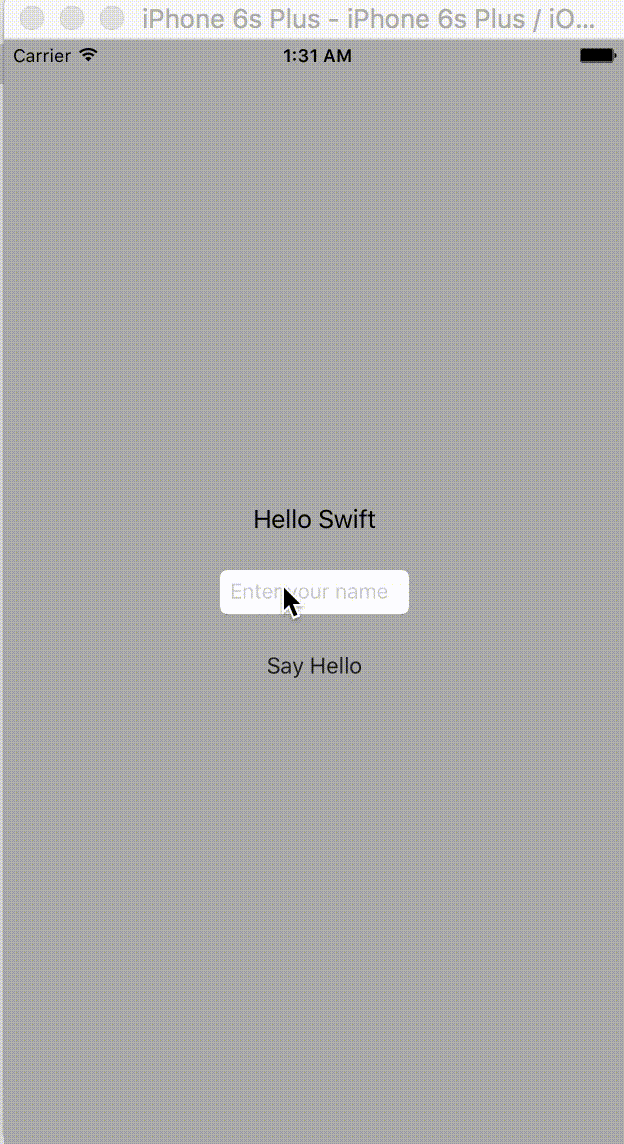 iPhone 6s Plus - iPhone 6s Plus / iO...
Carrier 1:31 AM
Hello Swift
Enter your name
Say Hello